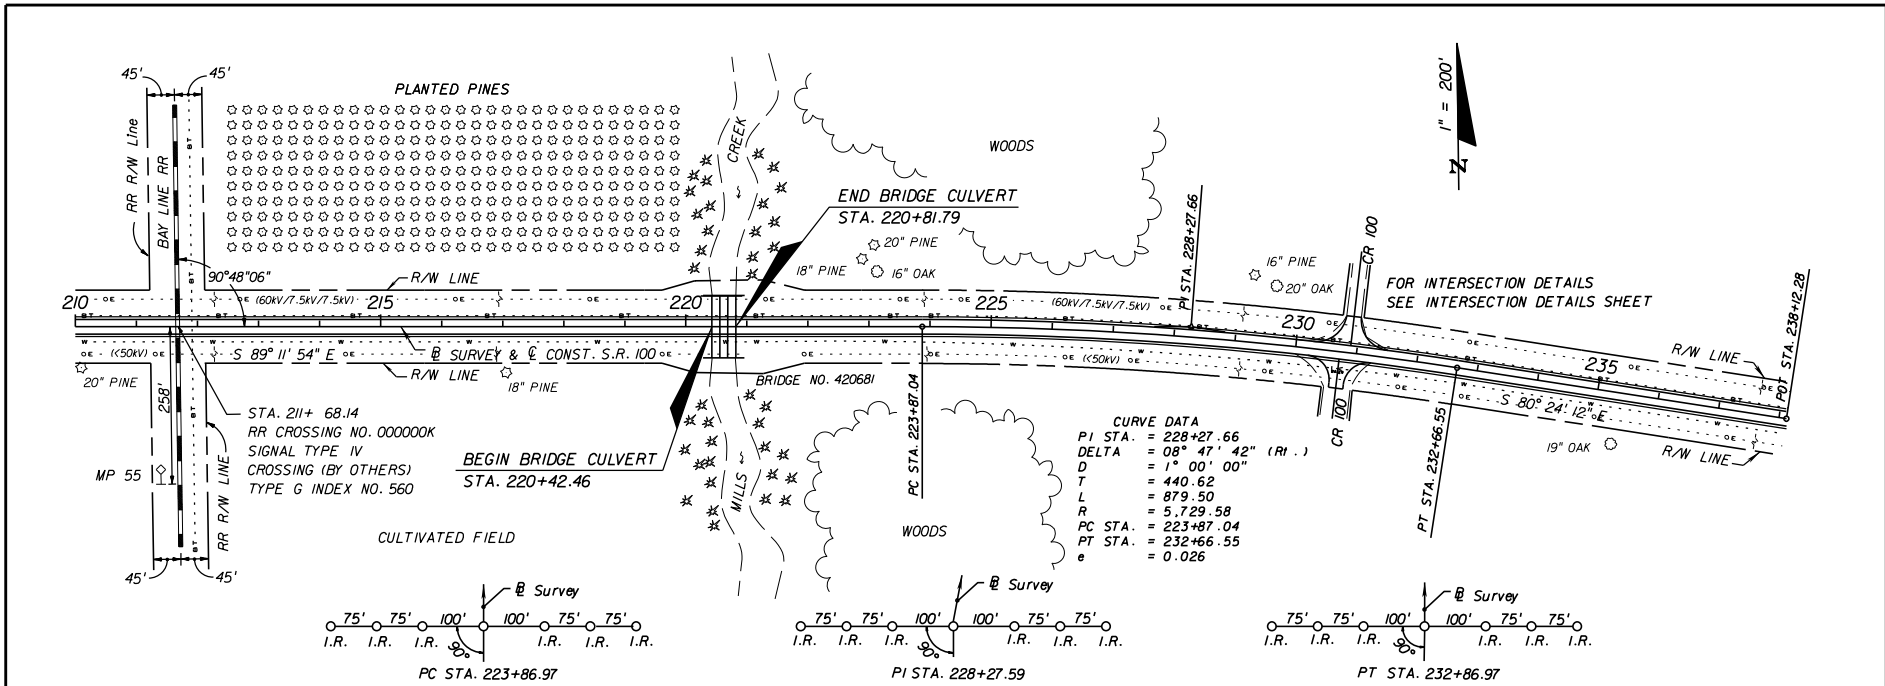 45'
45'
PLANTED PINES
RR R/W Line
BAY LINE RR
BT
CREEK
WOODS
1" = 200'
N
END BRIDGE CULVERT
STA. 220+81.79
20" PINE
18" PINE
16" OAK
PI STA. 228+27.66
16" PINE
20" OAK
CR 100
FOR INTERSECTION DETAILS
SEE INTERSECTION DETAILS SHEET
90°48"06"
R/W LINE
210
(60kV/7.5kV/7.5kV)
215
220
225
(60kV/7.5kV/7.5kV)
230
235
R/W LINE
POT STA. 238+12.28
(<50kV)
S 89° 11' 54" E
B SURVEY & C CONST. S.R. 100
(<50kV)
S 80° 24' 12" E
R/W LINE
20" PINE
18" PINE
BRIDGE NO. 420681
258'
STA. 211+ 68.14
RR CROSSING NO. 000000K
SIGNAL TYPE IV
CROSSING (BY OTHERS)
TYPE G INDEX NO. 560
MP 55
RR R/W LINE
BEGIN BRIDGE CULVERT
STA. 220+42.46
MILLS
PC STA. 223+87.04
WOODS
CR 100
PT STA. 232+66.55
19" OAK
R/W LINE
CURVE DATA
PI STA. = 228+27.66
DELTA = 08° 47' 42" (Rt.)
D = 1° 00' 00"
T = 440.62
L = 879.50
R = 5,729.58
PC STA. = 223+87.04
PT STA. = 232+66.55
e = 0.026
CULTIVATED FIELD
45'
45'
B Survey
75' 75' 100' 100' 75' 75'
I.R. I.R. I.R. I.R. I.R. I.R.
90°
PC STA. 223+86.97
B Survey
75' 75' 100' 100' 75' 75'
I.R. I.R. I.R. I.R. I.R. I.R.
90°
PI STA. 228+27.59
B Survey
75' 75' 100' 100' 75' 75'
I.R. I.R. I.R. I.R. I.R. I.R.
90°
PT STA. 232+86.97